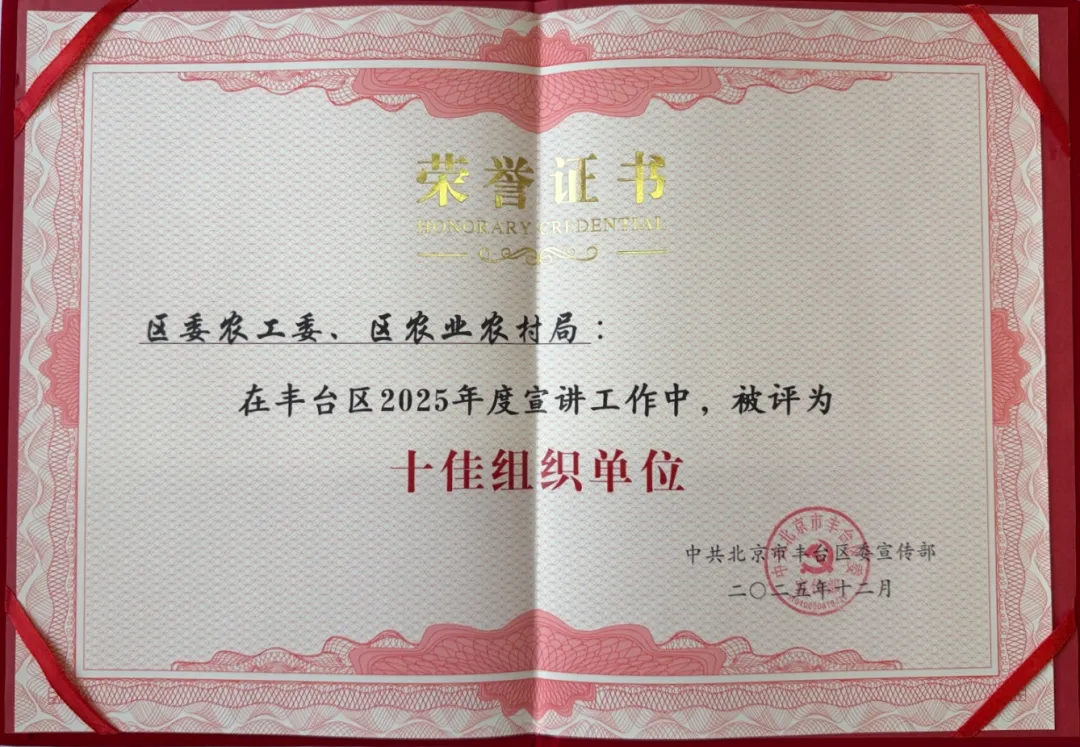 荣誉证书
HONORARY CREDENTIAL
区委农工委、区农业农村局：
在丰台区2025年度宣讲工作中，被评为
十佳组织单位
中共北京市丰台区委宣传部
二〇二五年十二月